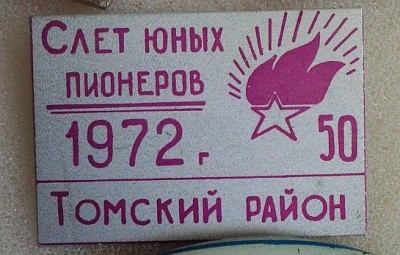 Слет юных
пионеров
1972 г 50
Томский район